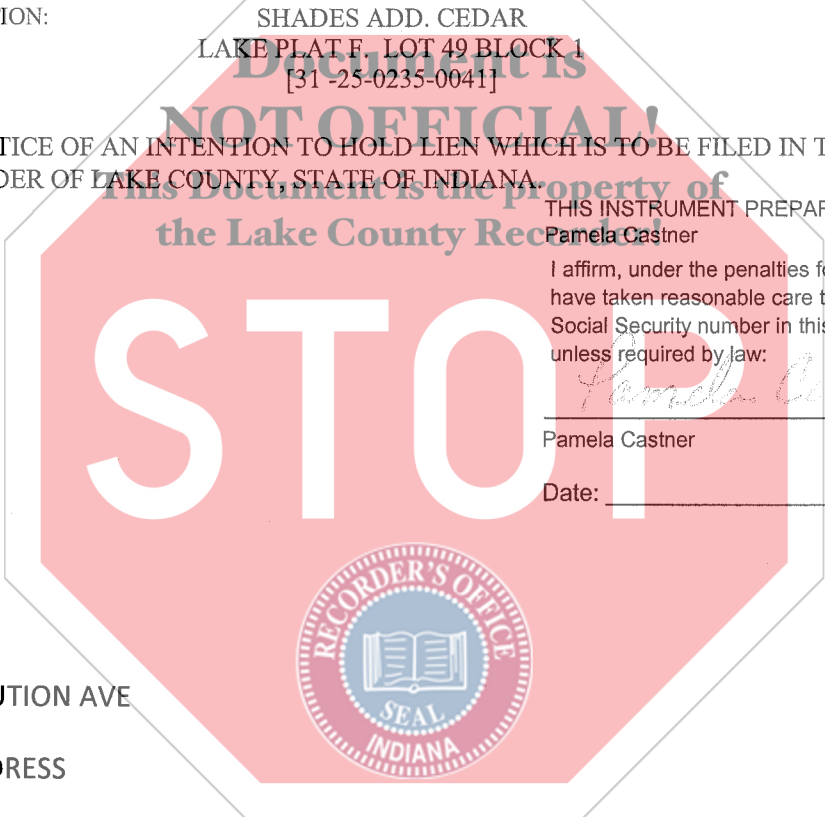 ION:
SHADES ADD. CEDAR
LAKE PLAT F. LOT 49 BLOCK 1
[31 -25-0235-0041]
Document is
NOT OFFICIAL!
TICE OF AN INTENTION TO HOLD LIEN WHICH IS TO BE FILED IN T
DER OF LAKE COUNTY, STATE OF INDIANA.
This Document is the property of
the Lake County Recorder!
THIS INSTRUMENT PREPAR
Pamela Castner
I affirm, under the penalties fo
have taken reasonable care t
Social Security number in this
unless required by law:
Pamela Ca
Pamela Castner
Date:
STOP
RECORDER'S OFFICE
SEAL
INDIANA
UTION AVE
DRESS